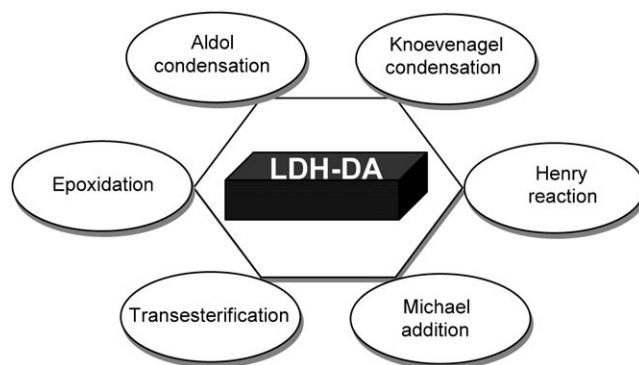 Aldol
condensation
Knoevenagel
condensation
Epoxidation
LDH-DA
Henry
reaction
Transesterification
Michael
addition